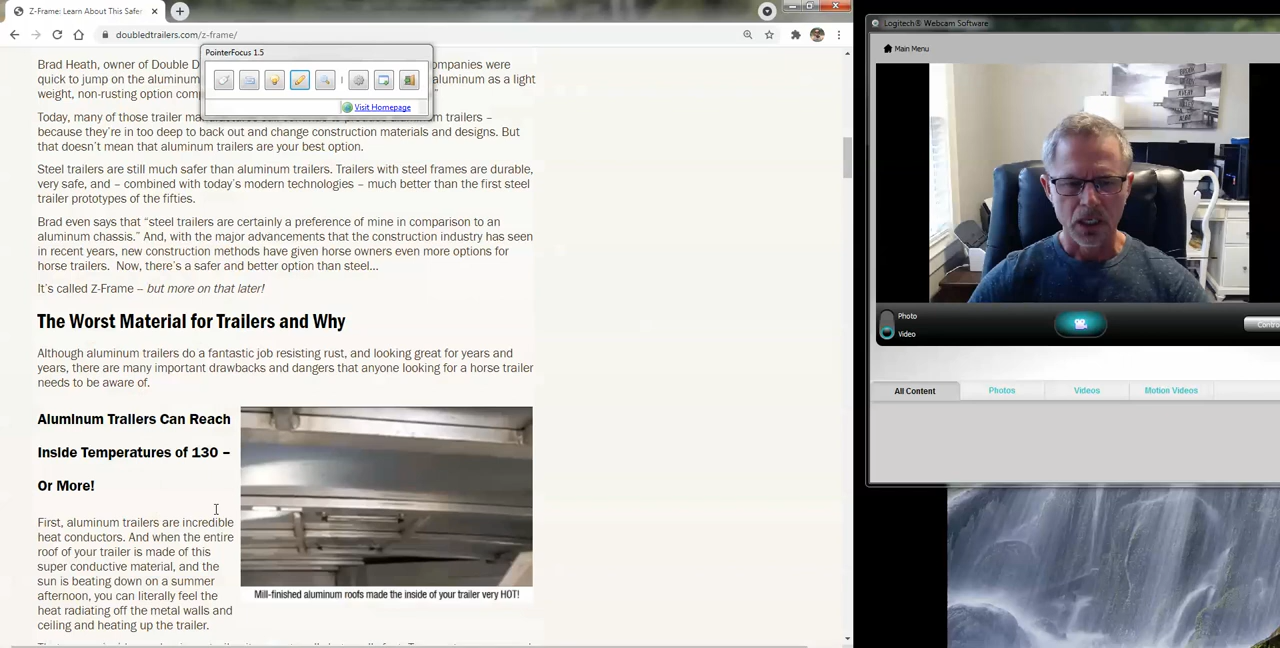 Z-Frame: Learn About This Safer
doubledtrailers.com/z-frame/
PointerFocus 1.5
Visit Homepage
Brad Heath, owner of Double D
ompanies were
quick to jump on the aluminum
aluminum as a light
weight, non-rusting option com
Today, many of those trailer
trailers –
because they're in too deep to back out and change construction materials and designs. But
that doesn't mean that aluminum trailers are your best option.
Steel trailers are still much safer than aluminum trailers. Trailers with steel frames are durable,
very safe, and – combined with today's modern technologies – much better than the first steel
trailer prototypes of the fifties.
Brad even says that “steel trailers are certainly a preference of mine in comparison to an
aluminum chassis.” And, with the major advancements that the construction industry has seen
in recent years, new construction methods have given horse owners even more options for
horse trailers. Now, there's a safer and better option than steel...
It's called Z-Frame – but more on that later!
The Worst Material for Trailers and Why
Although aluminum trailers do a fantastic job resisting rust, and looking great for years and
years, there are many important drawbacks and dangers that anyone looking for a horse trailer
needs to be aware of.
Aluminum Trailers Can Reach
Inside Temperatures of 130 –
Or More!
First, aluminum trailers are incredible
heat conductors. And when the entire
roof of your trailer is made of this
super conductive material, and the
sun is beating down on a summer
afternoon, you can literally feel the
heat radiating off the metal walls and
ceiling and heating up the trailer.
Mill-finished aluminum roofs made the inside of your trailer very HOT!
Logitech® Webcam Software
Main Menu
Photo
Video
Contro
All Content
Photos
Videos
Motion Videos